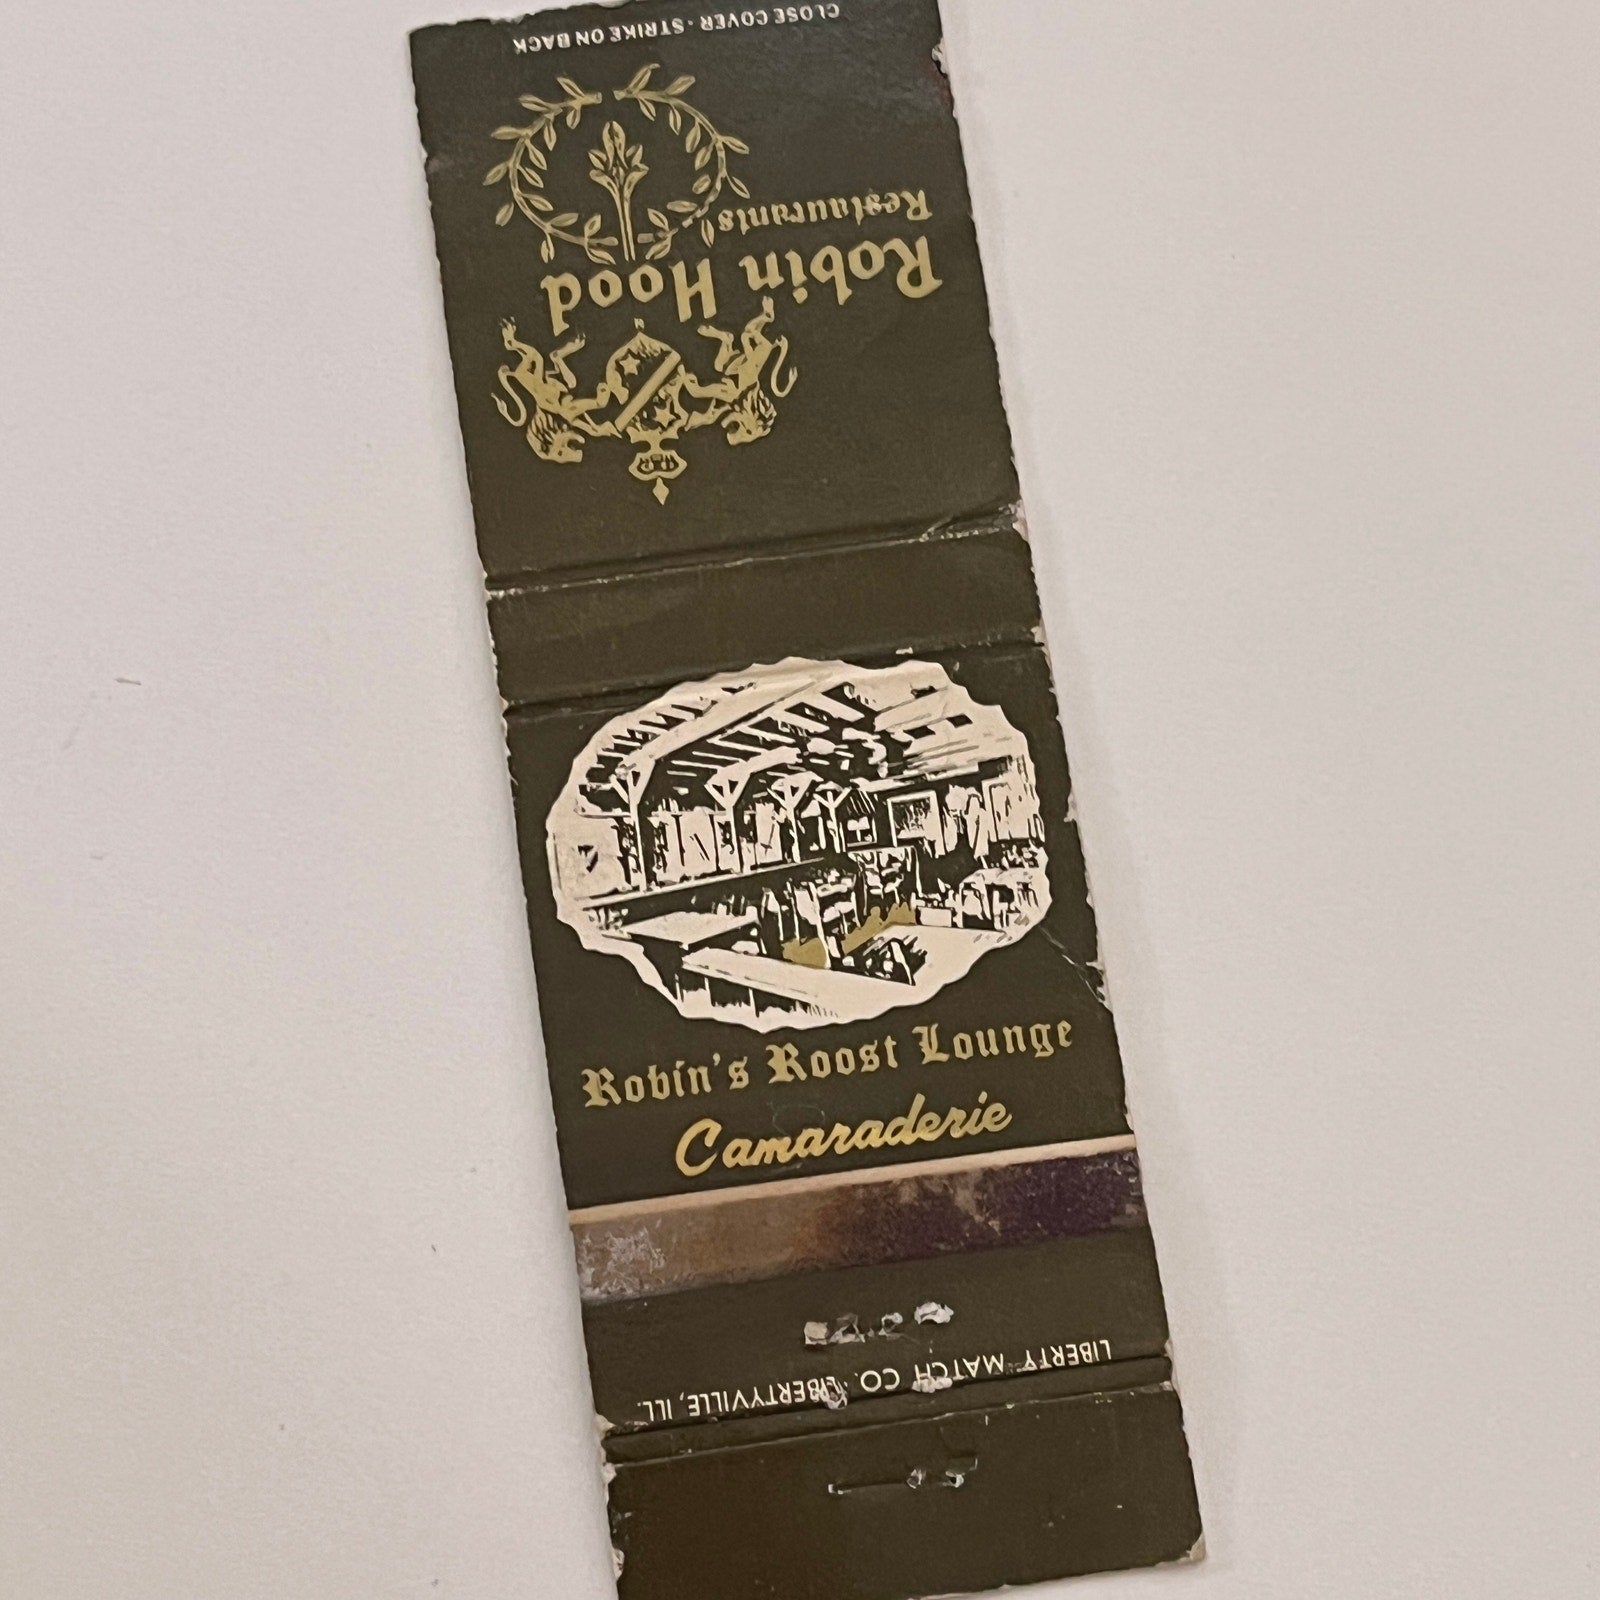 CLOSE COVER - STRIKE ON BACK
Robin Hood
Restaurants
Robin's Roost Lounge
Camaraderie
LIBERTY MATCH CO. LIBERTYVILLE, ILL.